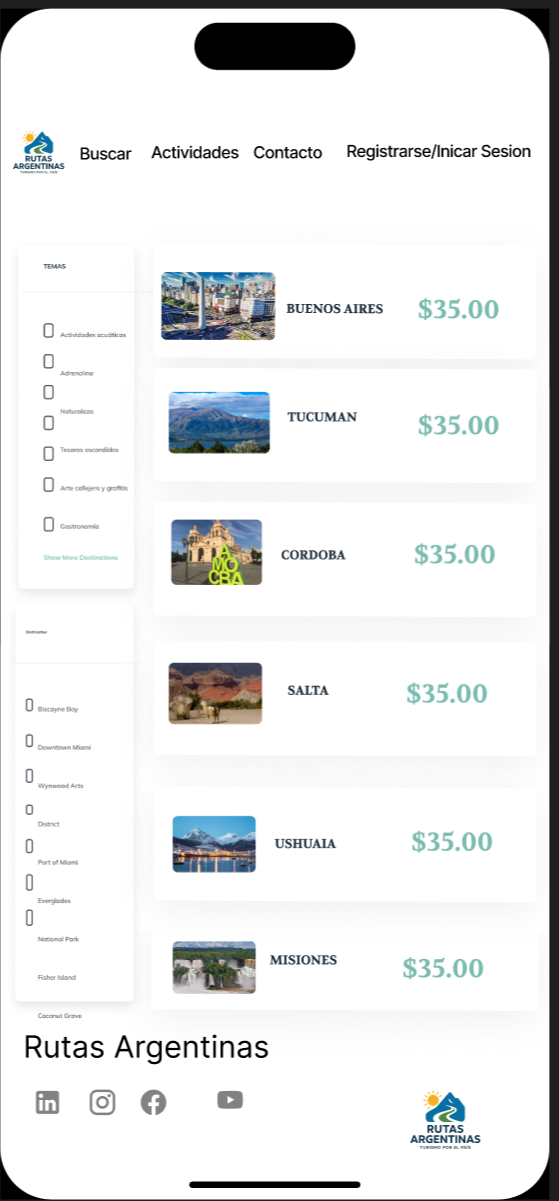 RUTAS
ARGENTINAS
TURISMO POR EL PAÍS
Buscar
Actividades
Contacto
Registrarse/Inicar Sesion
TEMAS
Actividades acuáticas
Adrenalina
Naturaleza
Tesoros escondidos
Arte callejero y grafitis
Gastronomía
Show More Destinations
Biscayne Bay
Downtown Miami
Wynwood Arts
District
Port of Miami
Everglades
National Park
Fisher Island
Coconut Grove
BUENOS AIRES
$35.00
TUCUMAN
$35.00
CORDOBA
$35.00
AMO
CBA
SALTA
$35.00
USHUAIA
$35.00
MISIONES
$35.00
Rutas Argentinas
RUTAS
ARGENTINAS
TURISMO POR EL PAÍS